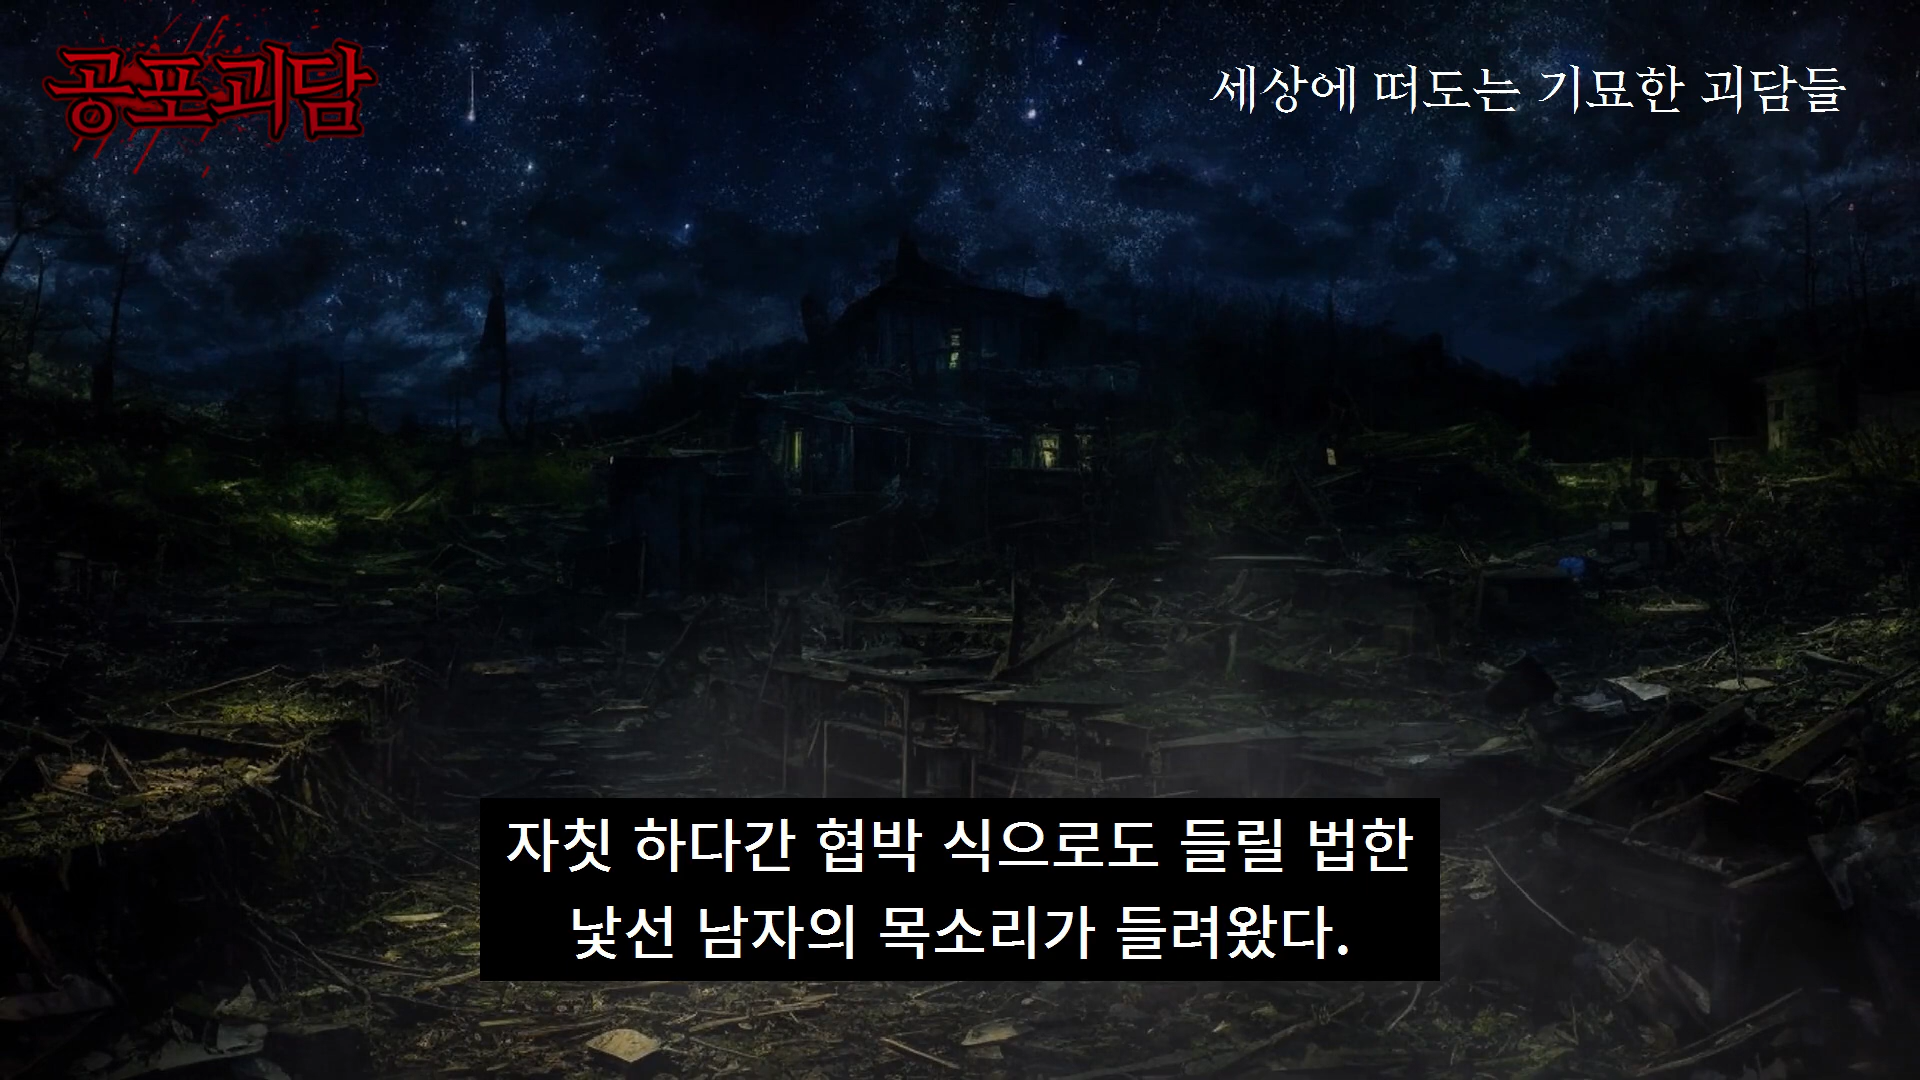 공포괴담
세상에 떠도는 기묘한 괴담들
자칫 하다간 협박 식으로도 들릴 법한
낯선 남자의 목소리가 들려왔다.